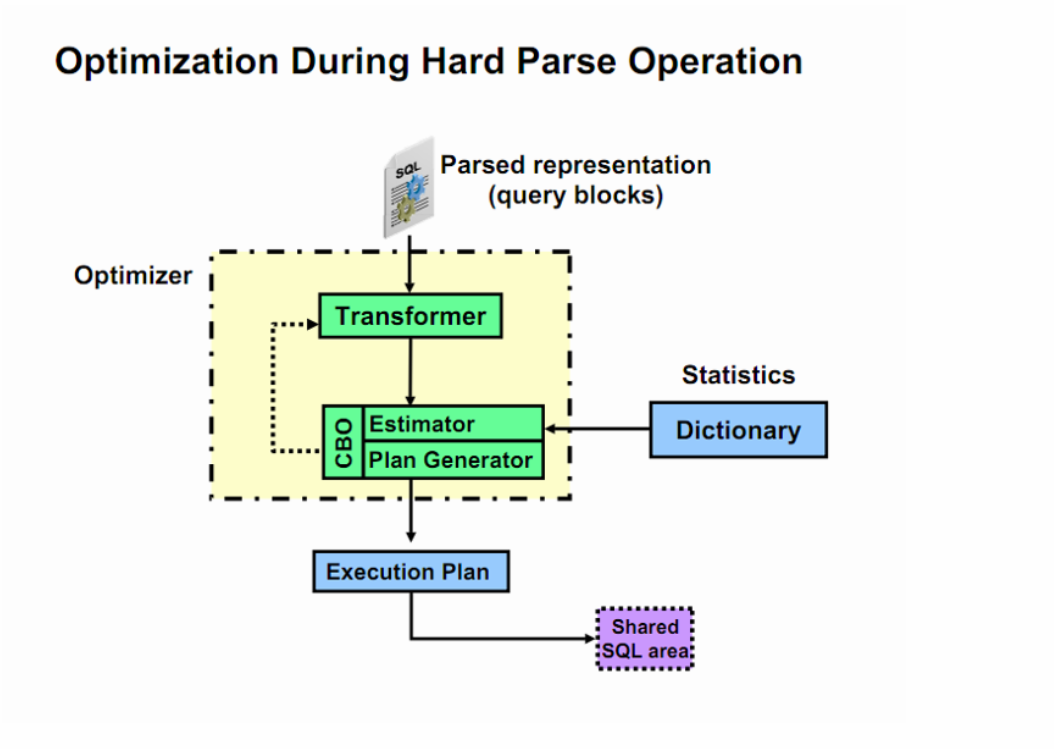 Optimization During Hard Parse Operation
SQL
Parsed representation
(query blocks)
Optimizer
Transformer
Statistics
CBO
Estimator
Plan Generator
Dictionary
Execution Plan
Shared
SQL area